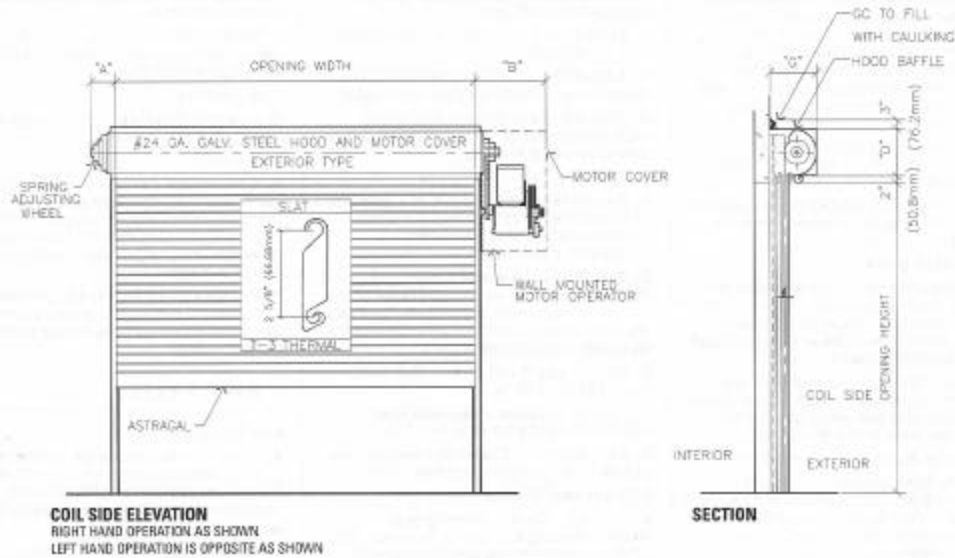 "A"
OPENING WIDTH
"B"
#24 GA. GALV. STEEL HOOD AND MOTOR COVER
EXTERIOR TYPE
SPRING
ADJUSTING
WHEEL
MOTOR COVER
SLAT
2 5/8" (66.68mm)
T-3 THERMAL
WALL MOUNTED
MOTOR OPERATOR
ASTRAGAL
COIL SIDE ELEVATION
RIGHT HAND OPERATION AS SHOWN
LEFT HAND OPERATION IS OPPOSITE AS SHOWN
GC TO FILL
WITH CAULKING
HOOD BAFFLE
"G"
3"
(76.2mm)
"D"
2"
(50.8mm)
OPENING HEIGHT
COIL SIDE
INTERIOR
EXTERIOR
SECTION